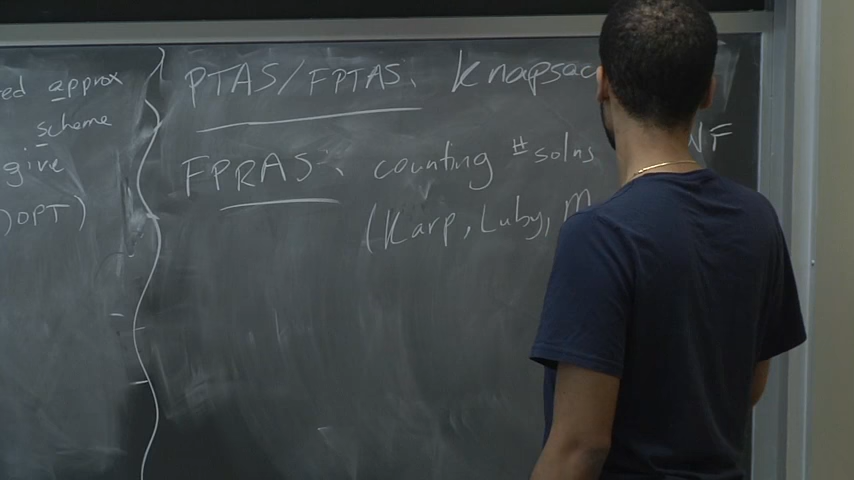 ed approx
scheme
give
)OPT)
PTAS/FPTAS: Knapsac
FPRAS: counting #solns NF
(Karp, Luby, M